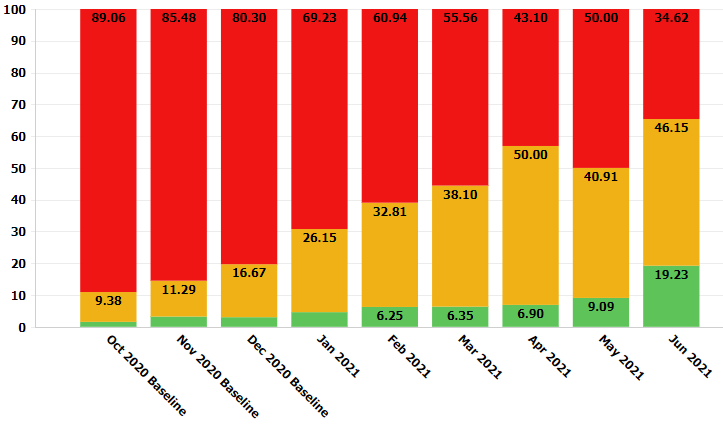 100 89.06 85.48 80.30 69.23 60.94 55.56 43.10 50.00 34.62
90
80
70
60
50.00 46.15
50
40.91
40
38.10
32.81
30
26.15
20
16.67 19.23
11.29
10
9.38
6.25 6.35 6.90 9.09
0
Oct 2020 Baseline
Nov 2020 Baseline
Dec 2020 Baseline
Jan 2021
Feb 2021
Mar 2021
Apr 2021
May 2021
Jun 2021